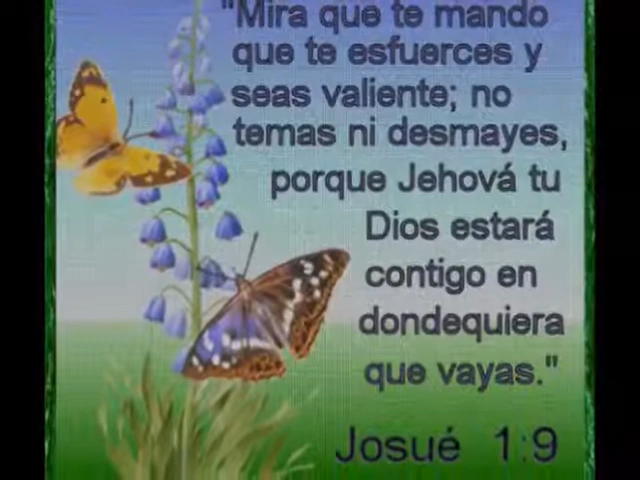 "Mira que te mando
que te esfuerces y
seas valiente; no
temas ni desmayes,
porque Jehová tu
Dios estará
contigo en
dondequiera
que vayas."
Josué 1:9